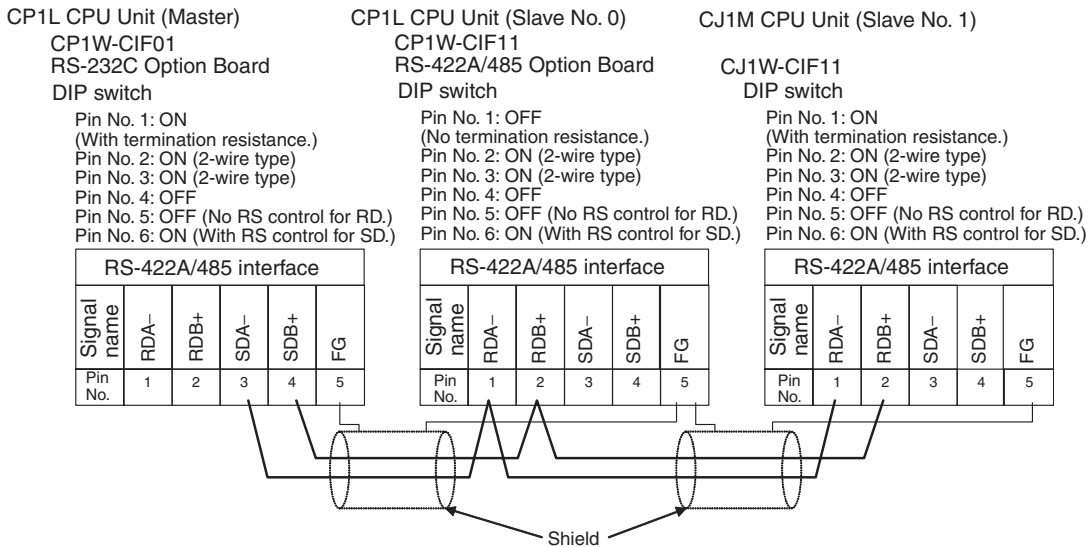 CP1L CPU Unit (Master)
CP1W-CIF01
RS-232C Option Board
DIP switch
Pin No. 1: ON
(With termination resistance.)
Pin No. 2: ON (2-wire type)
Pin No. 3: ON (2-wire type)
Pin No. 4: OFF
Pin No. 5: OFF (No RS control for RD.)
Pin No. 6: ON (With RS control for SD.)
RS-422A/485 interface
Signal name RDA− RDB+ SDA− SDB+ FG
Pin No. 1 2 3 4 5
CP1L CPU Unit (Slave No. 0)
CP1W-CIF11
RS-422A/485 Option Board
DIP switch
Pin No. 1: OFF
(No termination resistance.)
Pin No. 2: ON (2-wire type)
Pin No. 3: ON (2-wire type)
Pin No. 4: OFF
Pin No. 5: OFF (No RS control for RD.)
Pin No. 6: ON (With RS control for SD.)
RS-422A/485 interface
Signal name RDA− RDB+ SDA− SDB+ FG
Pin No. 1 2 3 4 5
CJ1M CPU Unit (Slave No. 1)
CJ1W-CIF11
DIP switch
Pin No. 1: ON
(With termination resistance.)
Pin No. 2: ON (2-wire type)
Pin No. 3: ON (2-wire type)
Pin No. 4: OFF
Pin No. 5: OFF (No RS control for RD.)
Pin No. 6: ON (With RS control for SD.)
RS-422A/485 interface
Signal name RDA− RDB+ SDA− SDB+ FG
Pin No. 1 2 3 4 5
Shield